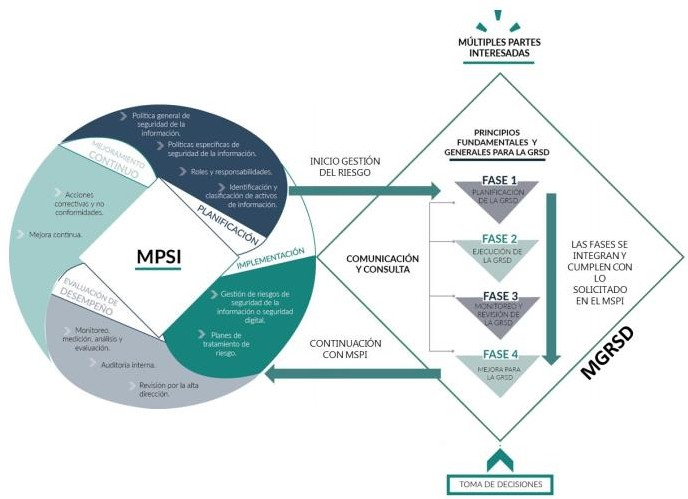 MÚLTIPLES PARTES
INTERESADAS
Política general de
seguridad de la
información.
Políticas específicas de
seguridad de la información.
Roles y responsabilidades.
Identificación y
clasificación de activos
de información.
PLANIFICACIÓN
MEJORAMIENTO
CONTINUO
Acciones
correctivas y no
conformidades.
Mejora continua.
MPSI
IMPLEMENTACIÓN
Gestión de riesgos de
seguridad de la
información o seguridad
digital.
Planes de
tratamiento de
riesgo.
EVALUACIÓN DE
DESEMPEÑO
Monitoreo,
medición, análisis y
evaluación.
Auditoría interna.
Revisión por la alta
dirección.
INICIO GESTIÓN
DEL RIESGO
CONTINUACIÓN
CON MSPI
PRINCIPIOS
FUNDAMENTALES Y
GENERALES PARA LA GRSD
COMUNICACIÓN
Y CONSULTA
FASE 1
PLANIFICACIÓN
DE LA GRSD
FASE 2
EJECUCIÓN DE
LA GRSD
FASE 3
MONITOREO Y
REVISIÓN DE
LA GRSD
FASE 4
MEJORA PARA
LA GRSD
LAS FASES SE
INTEGRAN Y
CUMPLEN CON
LO
SOLICITADO
EN EL MSPI
MGRSD
TOMA DE DECISIONES